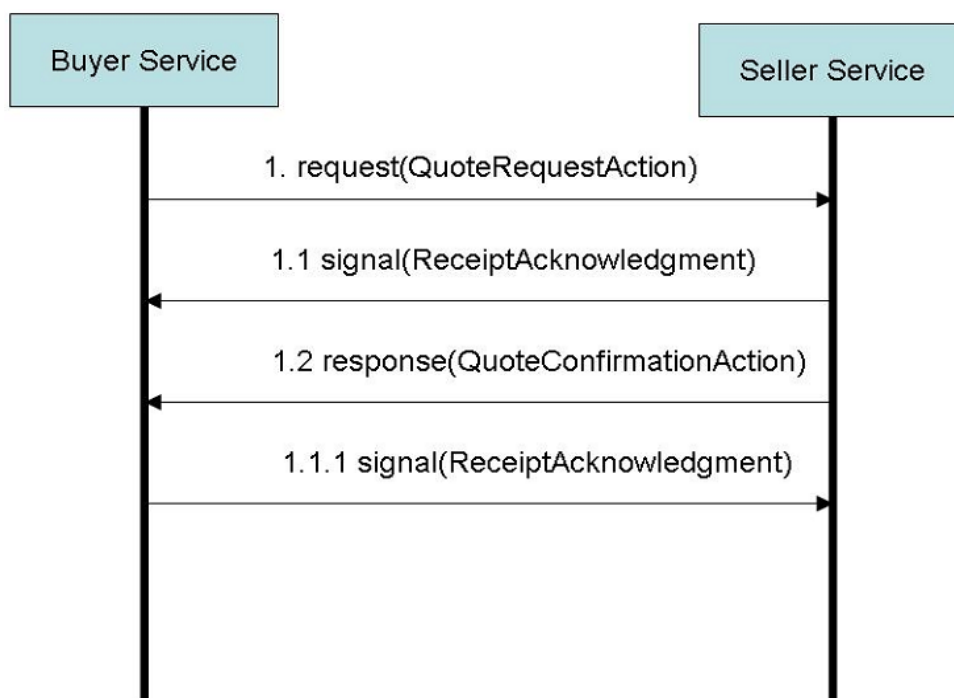 Buyer Service
Seller Service
1. request(QuoteRequestAction)
1.1 signal(ReceiptAcknowledgment)
1.2 response(QuoteConfirmationAction)
1.1.1 signal(ReceiptAcknowledgment)